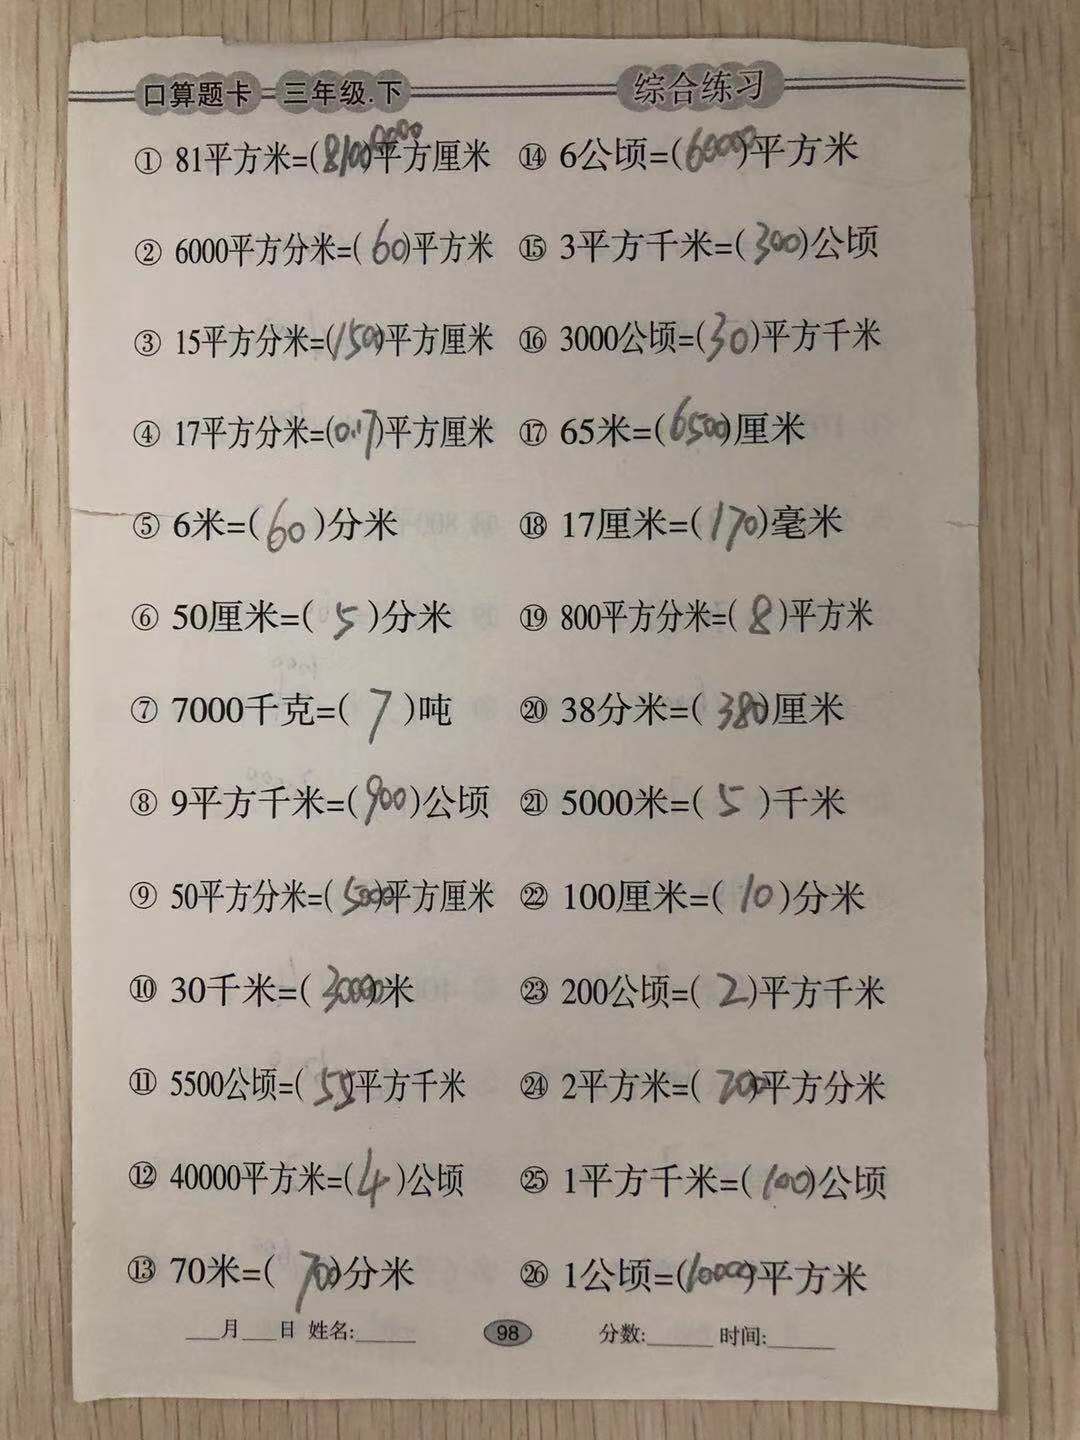 口算题卡 三年级.下 综合练习
① 81平方米=(8100000)平方厘米
② 6000平方分米=(60)平方米
③ 15平方分米=(1500)平方厘米
④ 17平方分米=(0.17)平方厘米
⑤ 6米=(60)分米
⑥ 50厘米=(5)分米
⑦ 7000千克=(7)吨
⑧ 9平方千米=(900)公顷
⑨ 50平方分米=(5000)平方厘米
⑩ 30千米=(30000)米
⑪ 5500公顷=(55)平方千米
⑫ 40000平方米=(4)公顷
⑬ 70米=(700)分米
⑭ 6公顷=(60000)平方米
⑮ 3平方千米=(300)公顷
⑯ 3000公顷=(30)平方千米
⑰ 65米=(6500)厘米
⑱ 17厘米=(170)毫米
⑲ 800平方分米=(8)平方米
⑳ 38分米=(380)厘米
㉑ 5000米=(5)千米
㉒ 100厘米=(10)分米
㉓ 200公顷=(2)平方千米
㉔ 2平方米=(200)平方分米
㉕ 1平方千米=(100)公顷
㉖ 1公顷=(10000)平方米
___月___日 姓名:______ 98 分数:______ 时间:______